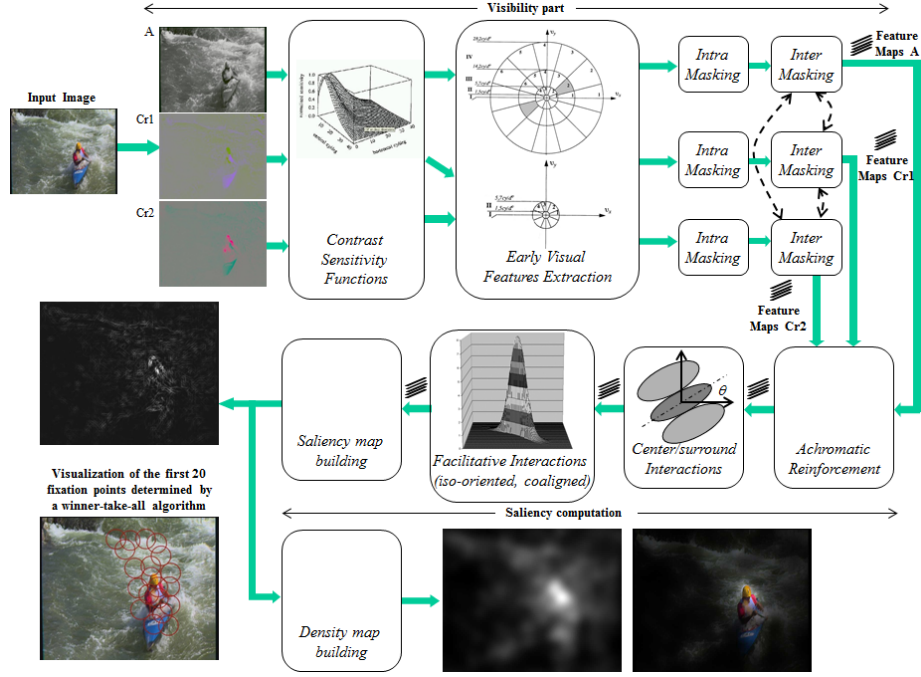 Visibility part
A
Input Image
Cr1
Cr2
Contrast
Sensitivity
Functions
Early Visual
Features Extraction
Intra
Masking
Inter
Masking
Feature
Maps A
Intra
Masking
Inter
Masking
Feature
Maps Cr1
Intra
Masking
Inter
Masking
Feature
Maps Cr2
Saliency map
building
Facilitative Interactions
(iso-oriented, coaligned)
θ
Center/surround
Interactions
Achromatic
Reinforcement
Visualization of the first 20
fixation points determined by
a winner-take-all algorithm
Saliency computation
Density map
building